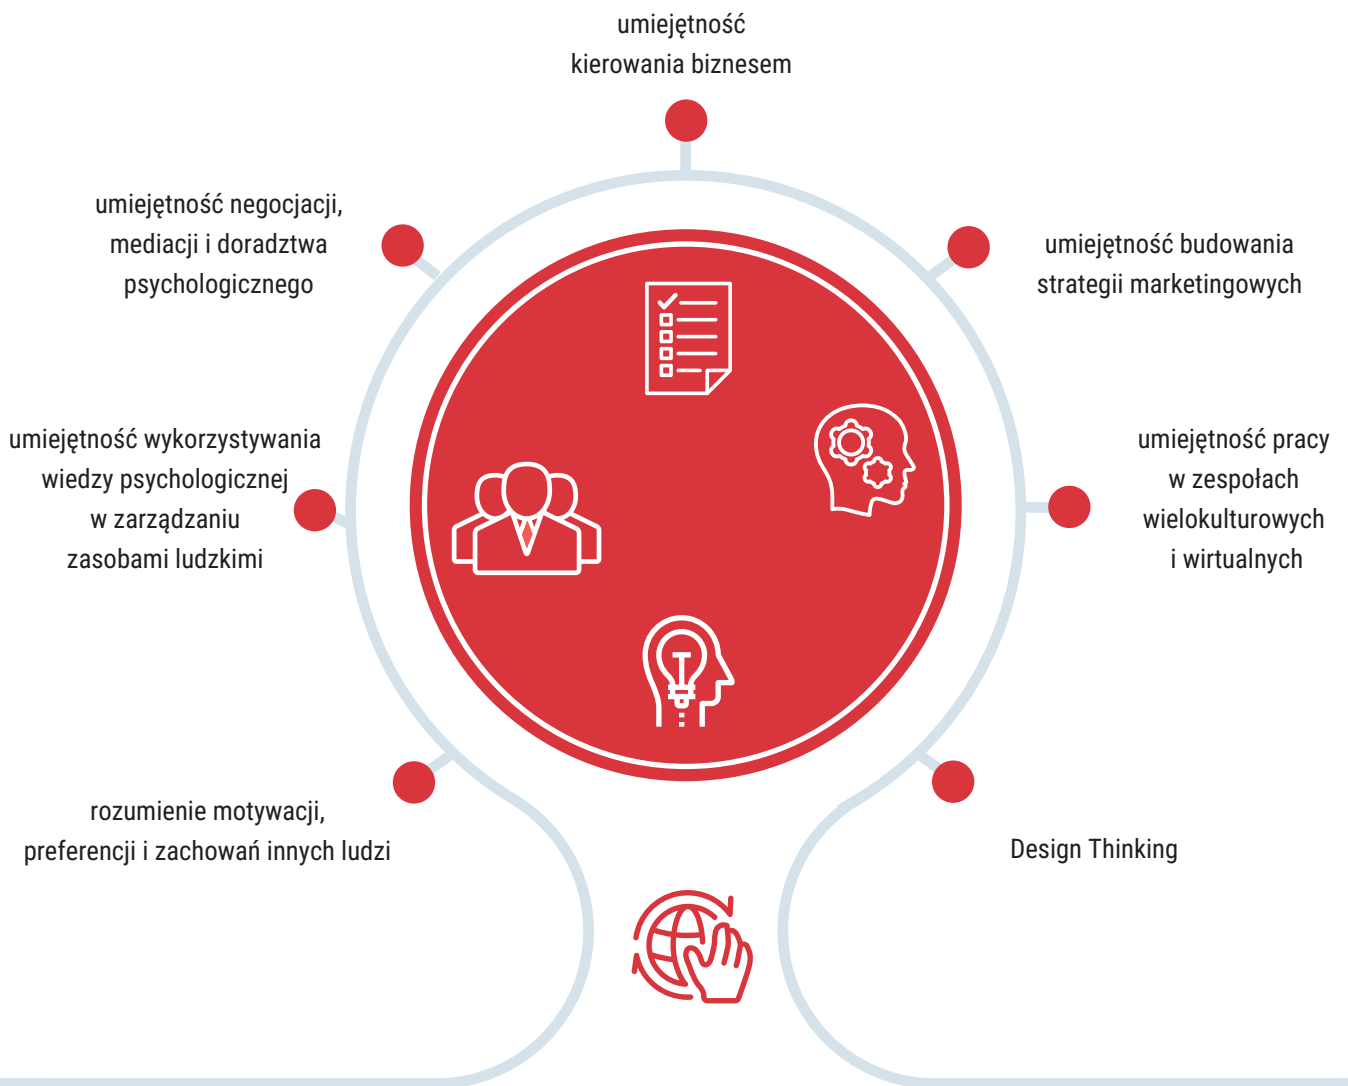 umiejętność
kierowania biznesem
umiejętność negocjacji,
mediacji i doradztwa
psychologicznego
umiejętność budowania
strategii marketingowych
umiejętność wykorzystywania
wiedzy psychologicznej
w zarządzaniu
zasobami ludzkimi
umiejętność pracy
w zespołach
wielokulturowych
i wirtualnych
rozumienie motywacji,
preferencji i zachowań innych ludzi
Design Thinking